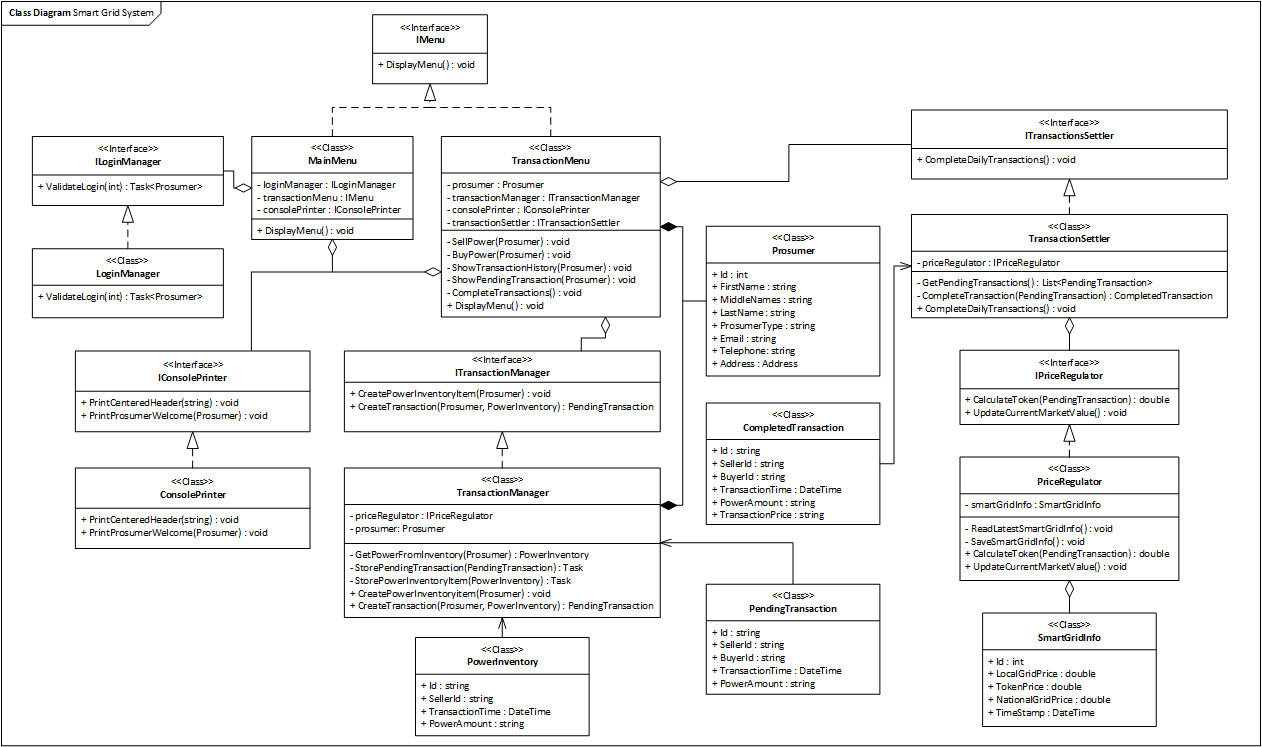 Class Diagram Smart Grid System
<<Interface>>
IMenu
+ DisplayMenu() : void
<<Interface>>
ILoginManager
+ ValidateLogin(int) : Task<Prosumer>
<<Class>>
MainMenu
- loginManager : ILoginManager
- transactionMenu : IMenu
- consolePrinter : IConsolePrinter
+ DisplayMenu() : void
<<Class>>
TransactionMenu
- prosumer : Prosumer
- transactionManager : ITransactionManager
- consolePrinter : IConsolePrinter
- transactionSettler : ITransactionSettler
- SellPower(Prosumer) : void
- BuyPower(Prosumer) : void
- ShowTransactionHistory(Prosumer) : void
- ShowPendingTransaction(Prosumer) : void
- CompleteTransactions() : void
+ DisplayMenu() : void
<<Interface>>
ITransactionsSettler
+ CompleteDailyTransactions() : void
<<Class>>
LoginManager
+ ValidateLogin(int) : Task<Prosumer>
<<Class>>
Prosumer
+ Id : int
+ FirstName : string
+ MiddleNames : string
+ LastName : string
+ ProsumerType : string
+ Email : string
+ Telephone: string
+ Address : Address
<<Class>>
TransactionSettler
- priceRegulator : IPriceRegulator
- GetPendingTransactions() : List<PendingTransaction>
- CompleteTransaction(PendingTransaction) : CompletedTransaction
+ CompleteDailyTransactions() : void
<<Interface>>
IConsolePrinter
+ PrintCenteredHeader(string) : void
+ PrintProsumerWelcome(Prosumer) : void
<<Interface>>
ITransactionManager
+ CreatePowerInventoryItem(Prosumer) : void
+ CreateTransaction(Prosumer, PowerInventory) : PendingTransaction
<<Interface>>
IPriceRegulator
+ CalculateToken(PendingTransaction) : double
+ UpdateCurrentMarketValue() : void
<<Class>>
CompletedTransaction
+ Id : string
+ SellerId : string
+ BuyerId : string
+ TransactionTime : DateTime
+ PowerAmount : string
+ TransactionPrice : string
<<Class>>
ConsolePrinter
+ PrintCenteredHeader(string) : void
+ PrintProsumerWelcome(Prosumer) : void
<<Class>>
TransactionManager
- priceRegulator : IPriceRegulator
- prosumer: Prosumer
- GetPowerFromInventory(Prosumer) : PowerInventory
- StorePendingTransaction(PendingTransaction) : Task
- StorePowerInventoryItem(PowerInventory) : Task
+ CreatePowerInventoryitem(Prosumer) : void
+ CreateTransaction(Prosumer, PowerInventory) : PendingTransaction
<<Class>>
PriceRegulator
- smartGridInfo : SmartGridInfo
- ReadLatestSmartGridInfo() : void
- SaveSmartGridInfo() : void
+ CalculateToken(PendingTransaction) : double
+ UpdateCurrentMarketValue() : void
<<Class>>
PendingTransaction
+ Id : string
+ SellerId : string
+ BuyerId : string
+ TransactionTime : DateTime
+ PowerAmount : string
<<Class>>
PowerInventory
+ Id : string
+ SellerId : string
+ TransactionTime : DateTime
+ PowerAmount : string
<<Class>>
SmartGridInfo
+ Id : int
+ LocalGridPrice : double
+ TokenPrice : double
+ NationalGridPrice : double
+ TimeStamp : DateTime